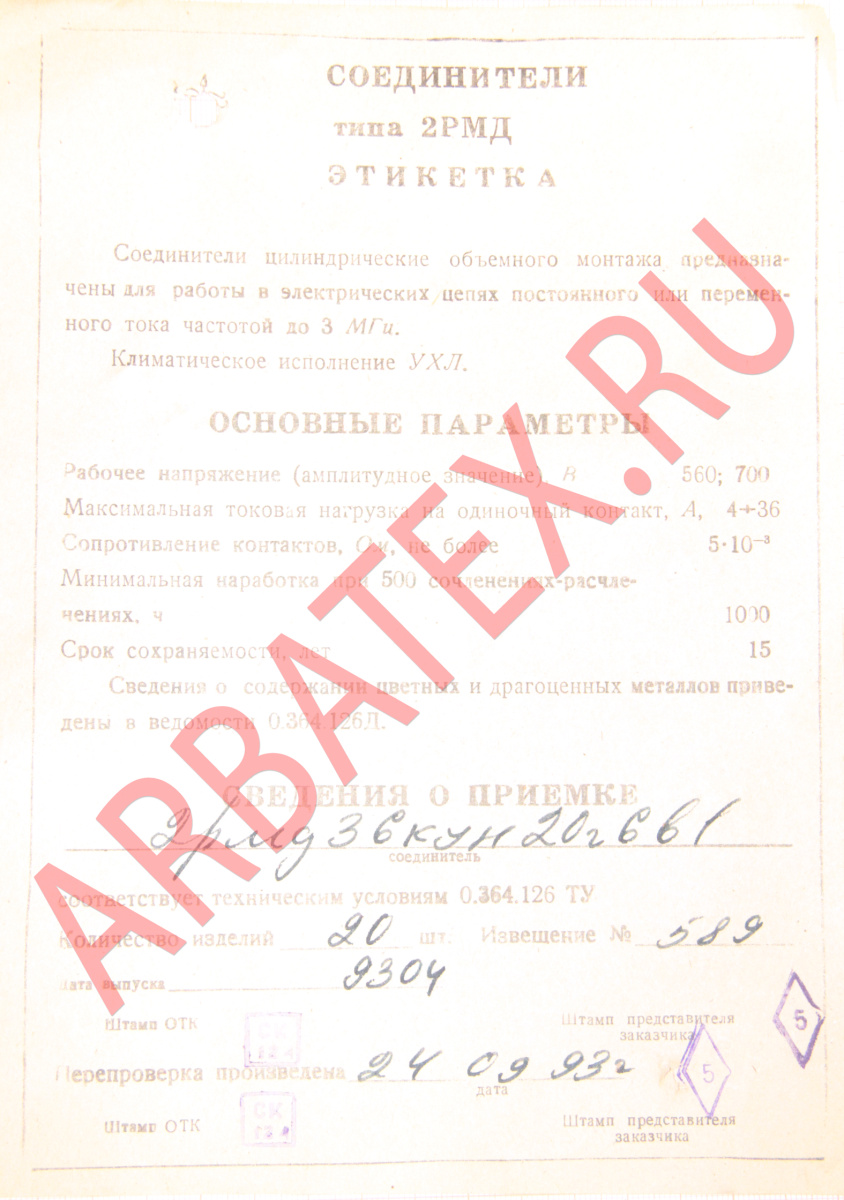 СОЕДИНИТЕЛИ
типа 2РМД
ЭТИКЕТКА
Соединители цилиндрические объемного монтажа предназна-
чены для работы в электрических цепях постоянного или перемен-
ного тока частотой до 3 МГц.
Климатическое исполнение УХЛ.
ОСНОВНЫЕ ПАРАМЕТРЫ
Рабочее напряжение (амплитудное значение), В 560; 700
Максимальная токовая нагрузка на одиночный контакт, А, 4÷36
Сопротивление контактов, Ом, не более 5·10⁻³
Минимальная наработка при 500 сочленениях-расчле-
нениях, ч 1000
Срок сохраняемости, лет 15
Сведения о содержании цветных и драгоценных металлов приве-
дены в ведомости 0.364.126Д.
СВЕДЕНИЯ О ПРИЕМКЕ
2рмд36кун20г6в1
соединитель
соответствует техническим условиям 0.364.126 ТУ
Количество изделий 20 шт. Извещение № 589
Дата выпуска 9304
Штамп ОТК Штамп представителя
заказчика
СК
5
Перепроверка произведена 24 09 93г
дата
5
Штамп ОТК Штамп представителя
заказчика
СК
ARBATEX.RU